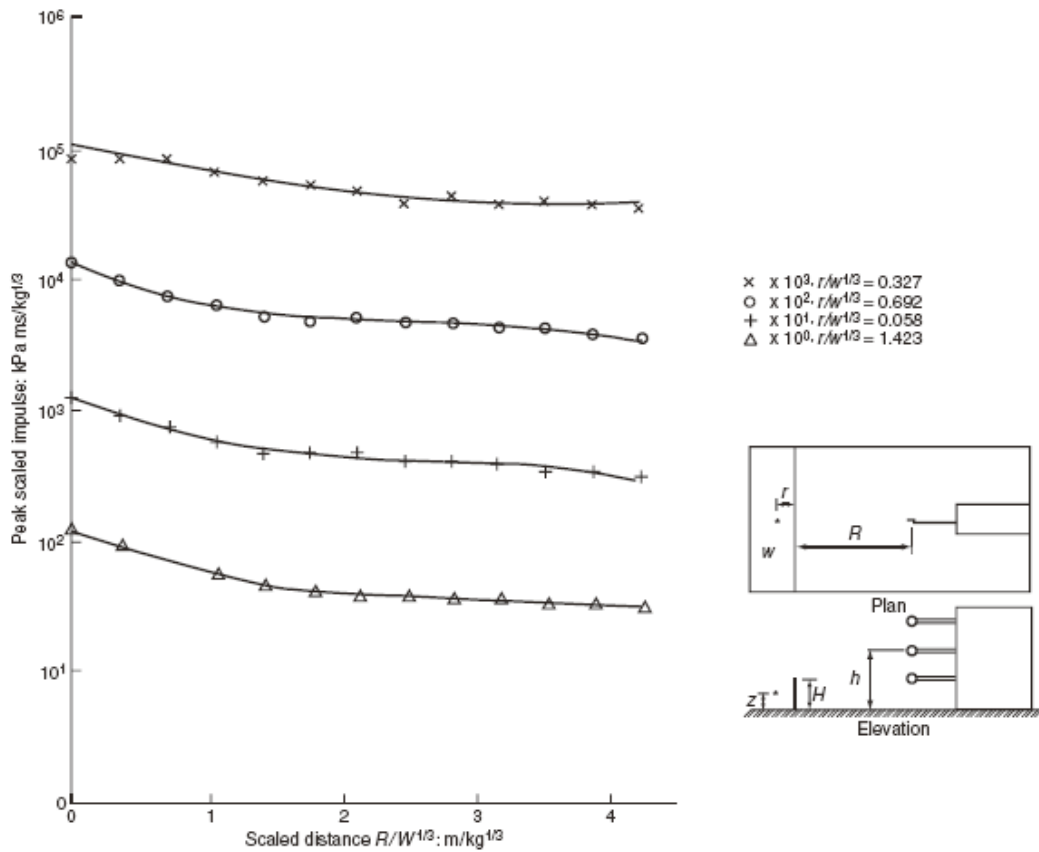 10⁶
10⁵
10⁴
10³
10²
10¹
0
Peak scaled impulse: kPa ms/kg¹/³
0 1 2 3 4
Scaled distance R/W¹/³: m/kg¹/³
× x 10³, r/w¹/³ = 0.327
○ x 10², r/w¹/³ = 0.692
+ x 10¹, r/w¹/³ = 0.058
△ x 10⁰, r/w¹/³ = 1.423
r
*
w
R
Plan
h
z
*
H
Elevation